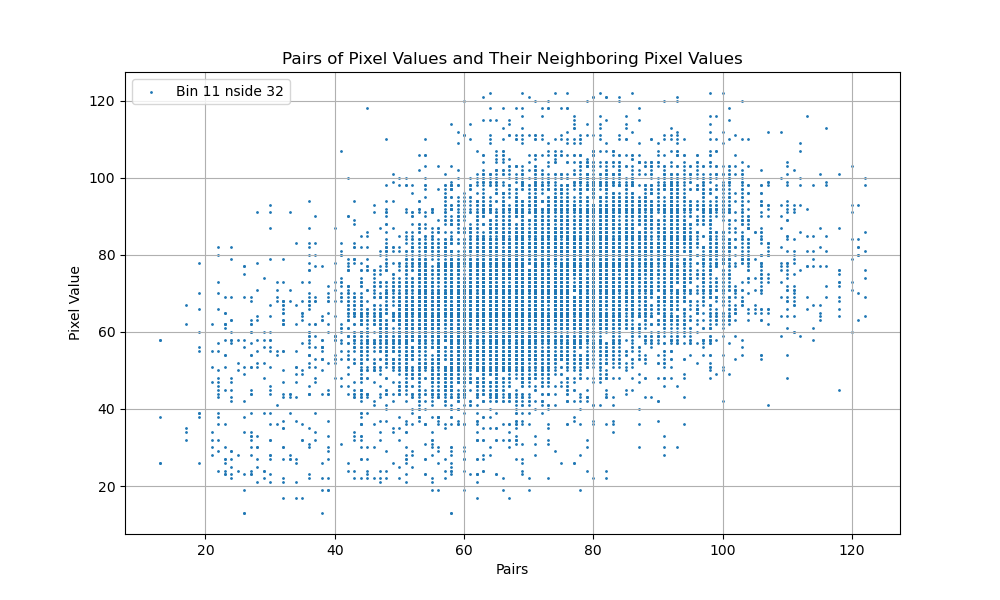 Pairs of Pixel Values and Their Neighboring Pixel Values
Bin 11 nside 32
120
100
80
60
40
20
Pixel Value
20 40 60 80 100 120
Pairs